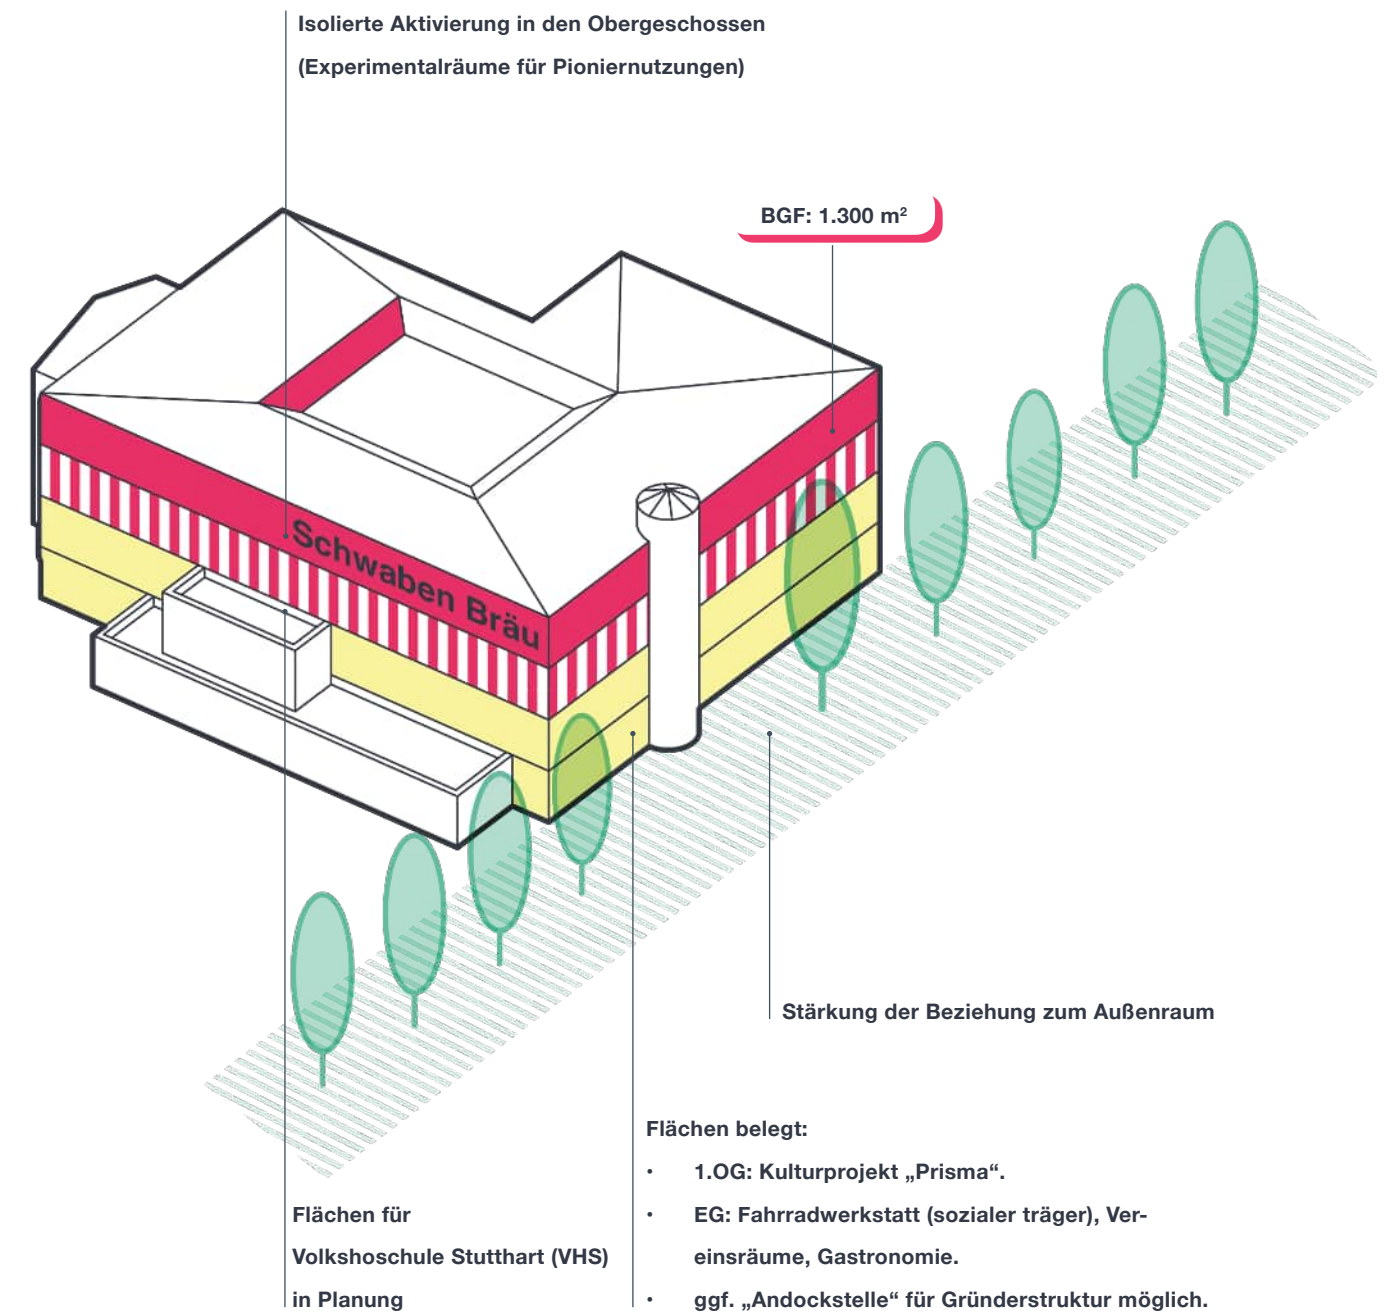 Isolierte Aktivierung in den Obergeschossen
(Experimentalräume für Pioniernutzungen)
BGF: 1.300 m²
Schwaben Bräu
Stärkung der Beziehung zum Außenraum
Flächen belegt:
• 1.OG: Kulturprojekt „Prisma“.
• EG: Fahrradwerkstatt (sozialer träger), Ver-
einsräume, Gastronomie.
• ggf. „Andockstelle“ für Gründerstruktur möglich.
Flächen für
Volkshoschule Stutthart (VHS)
in Planung